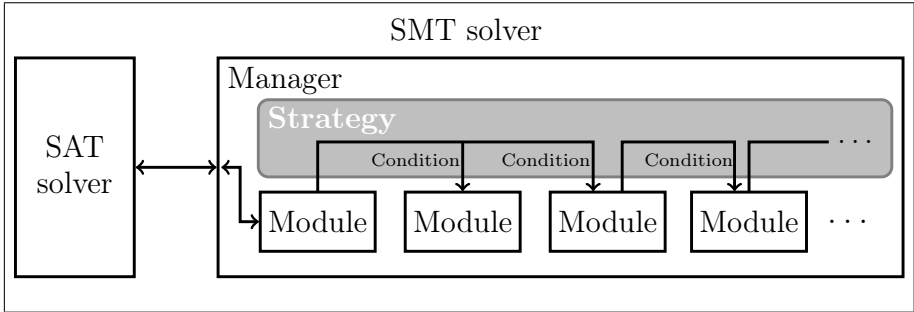 SMT solver
Manager
Strategy
SAT
solver
Condition Condition Condition ...
Module Module Module Module ...